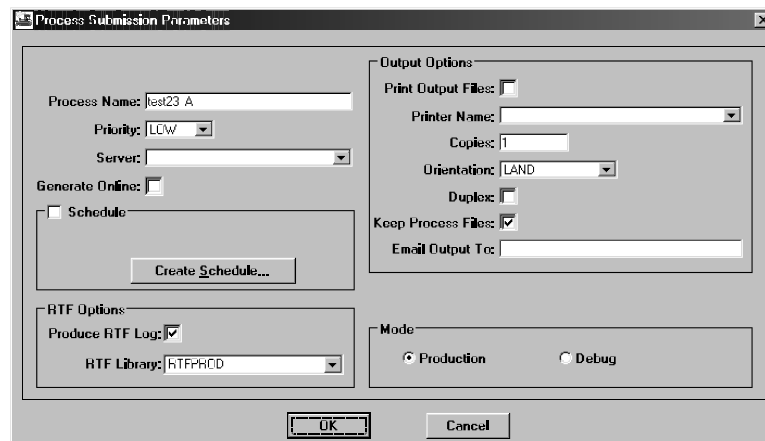 Process Submission Parameters
Process Name: test23 A
Priority: LOW
Server:
Generate Online:
Schedule
Create Schedule...
RTF Options
Produce RTF Log:
RTF Library: RTFPROD
Output Options
Print Output Files:
Printer Name:
Copies: 1
Orientation: LAND
Duplex:
Keep Process Files:
Email Output To:
Mode
Production
Debug
OK
Cancel